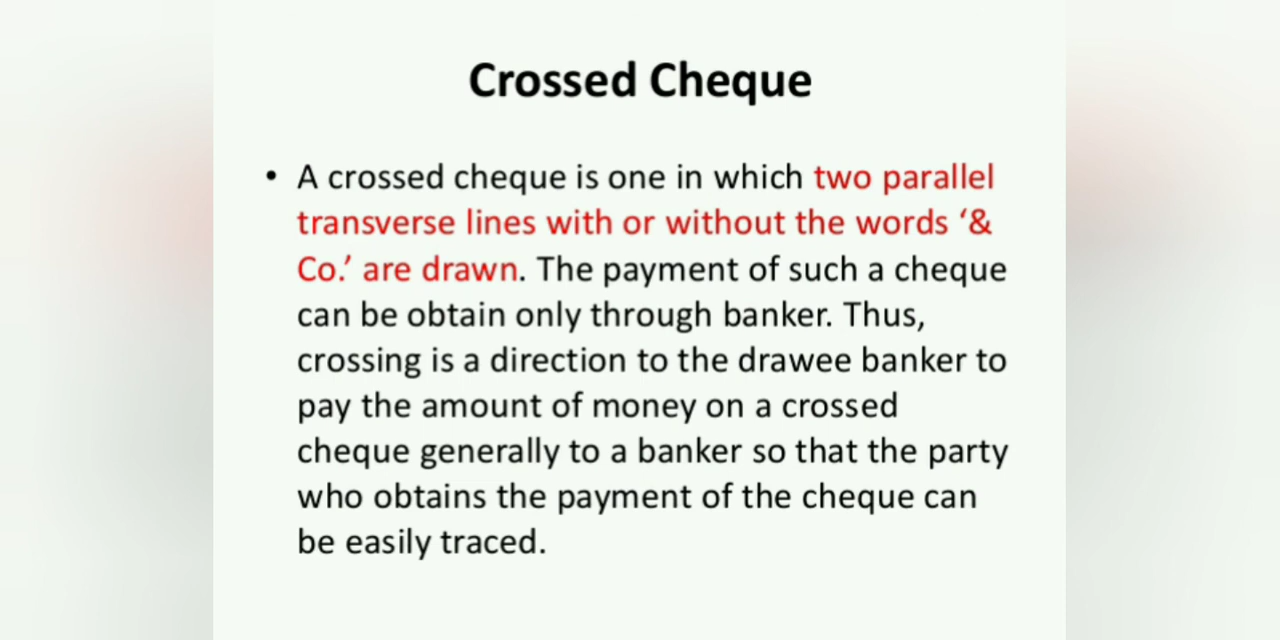 Crossed Cheque
• A crossed cheque is one in which two parallel
transverse lines with or without the words ‘&
Co.’ are drawn. The payment of such a cheque
can be obtain only through banker. Thus,
crossing is a direction to the drawee banker to
pay the amount of money on a crossed
cheque generally to a banker so that the party
who obtains the payment of the cheque can
be easily traced.